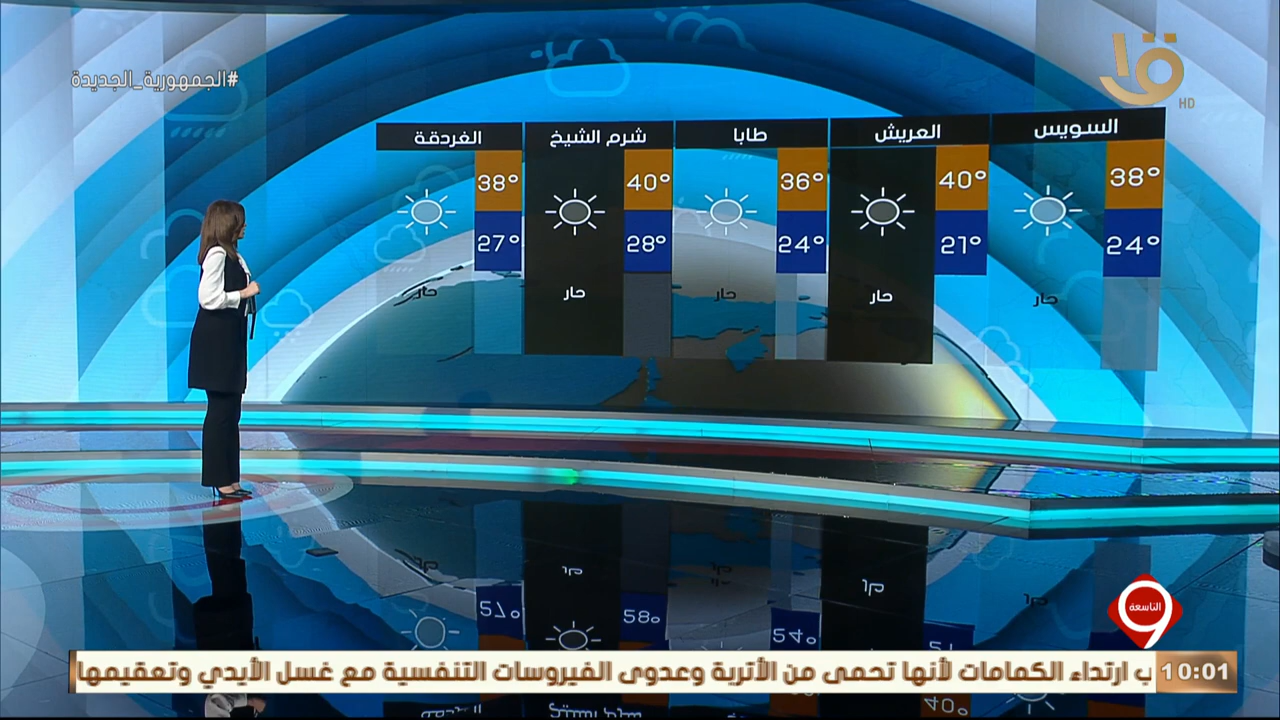 #الجمهورية_الجديدة
HD
السويس
38°
24°
حار
العريش
40°
21°
حار
طابا
36°
24°
حار
شرم الشيخ
40°
28°
حار
الغردقة
38°
27°
حار
التاسعة
9
ب ارتداء الكمامات لأنها تحمى من الأتربة وعدوى الفيروسات التنفسية مع غسل الأيدي وتعقيمها
10:01